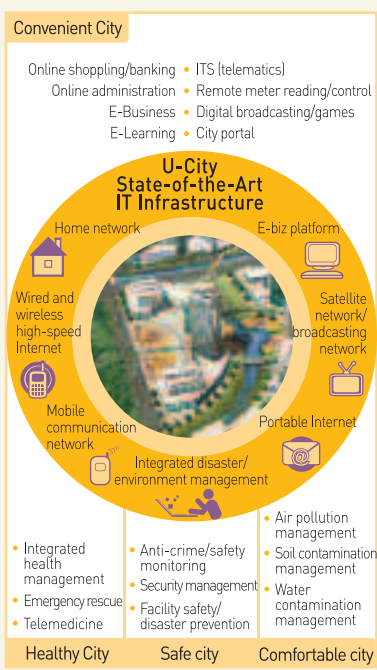 Convenient City
Online shoppling/banking • ITS (telematics)
Online administration • Remote meter reading/control
E-Business • Digital broadcasting/games
E-Learning • City portal
U-City
State-of-the-Art
IT Infrastructure
Home network
E-biz platform
Wired and
wireless
high-speed
Internet
Satellite
network/
broadcasting
network
Mobile
communication
network
Portable Internet
@
Integrated disaster/
environment management
• Integrated
health
management
• Emergency rescue
• Telemedicine
Healthy City
• Anti-crime/safety
monitoring
• Security management
• Facility safety/
disaster prevention
Safe city
• Air pollution
management
• Soil contamination
management
• Water
contamination
management
Comfortable city